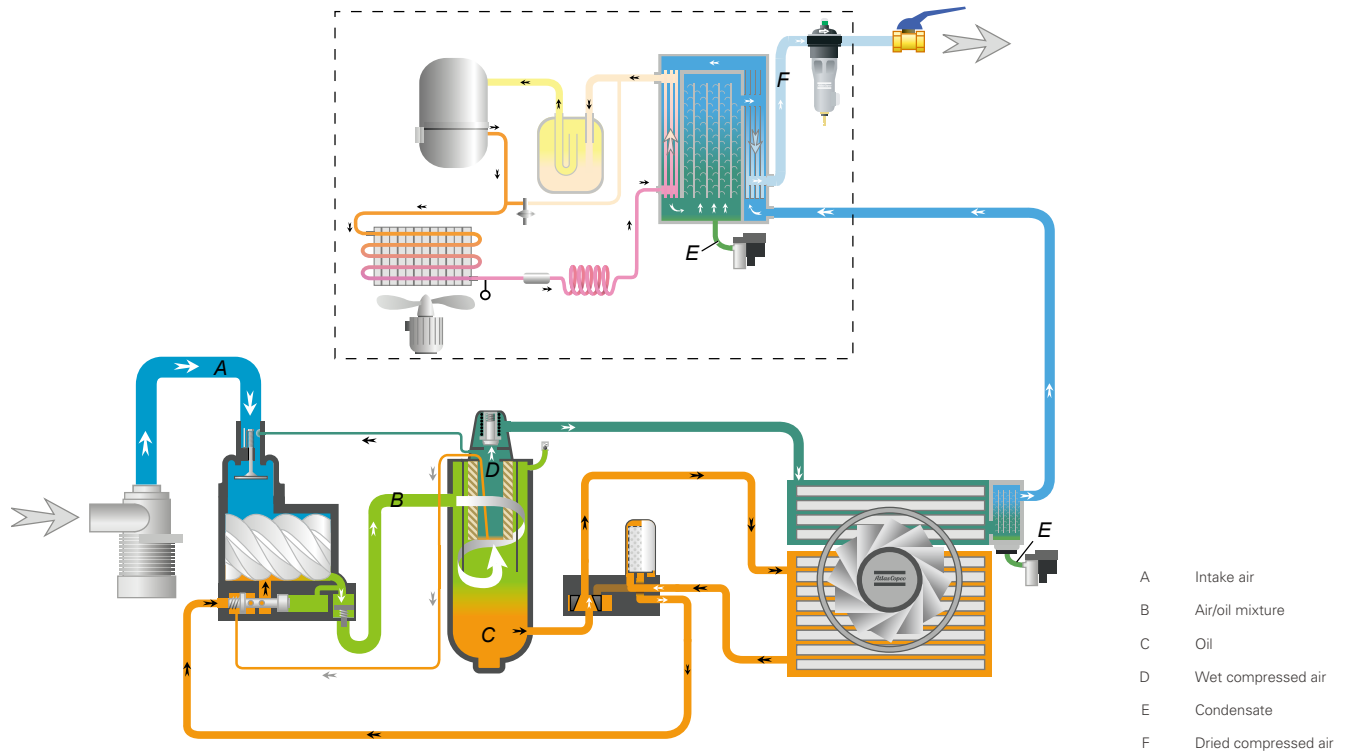 F
E
A
D
B
C
Atlas Copco
E
A Intake air
B Air/oil mixture
C Oil
D Wet compressed air
E Condensate
F Dried compressed air